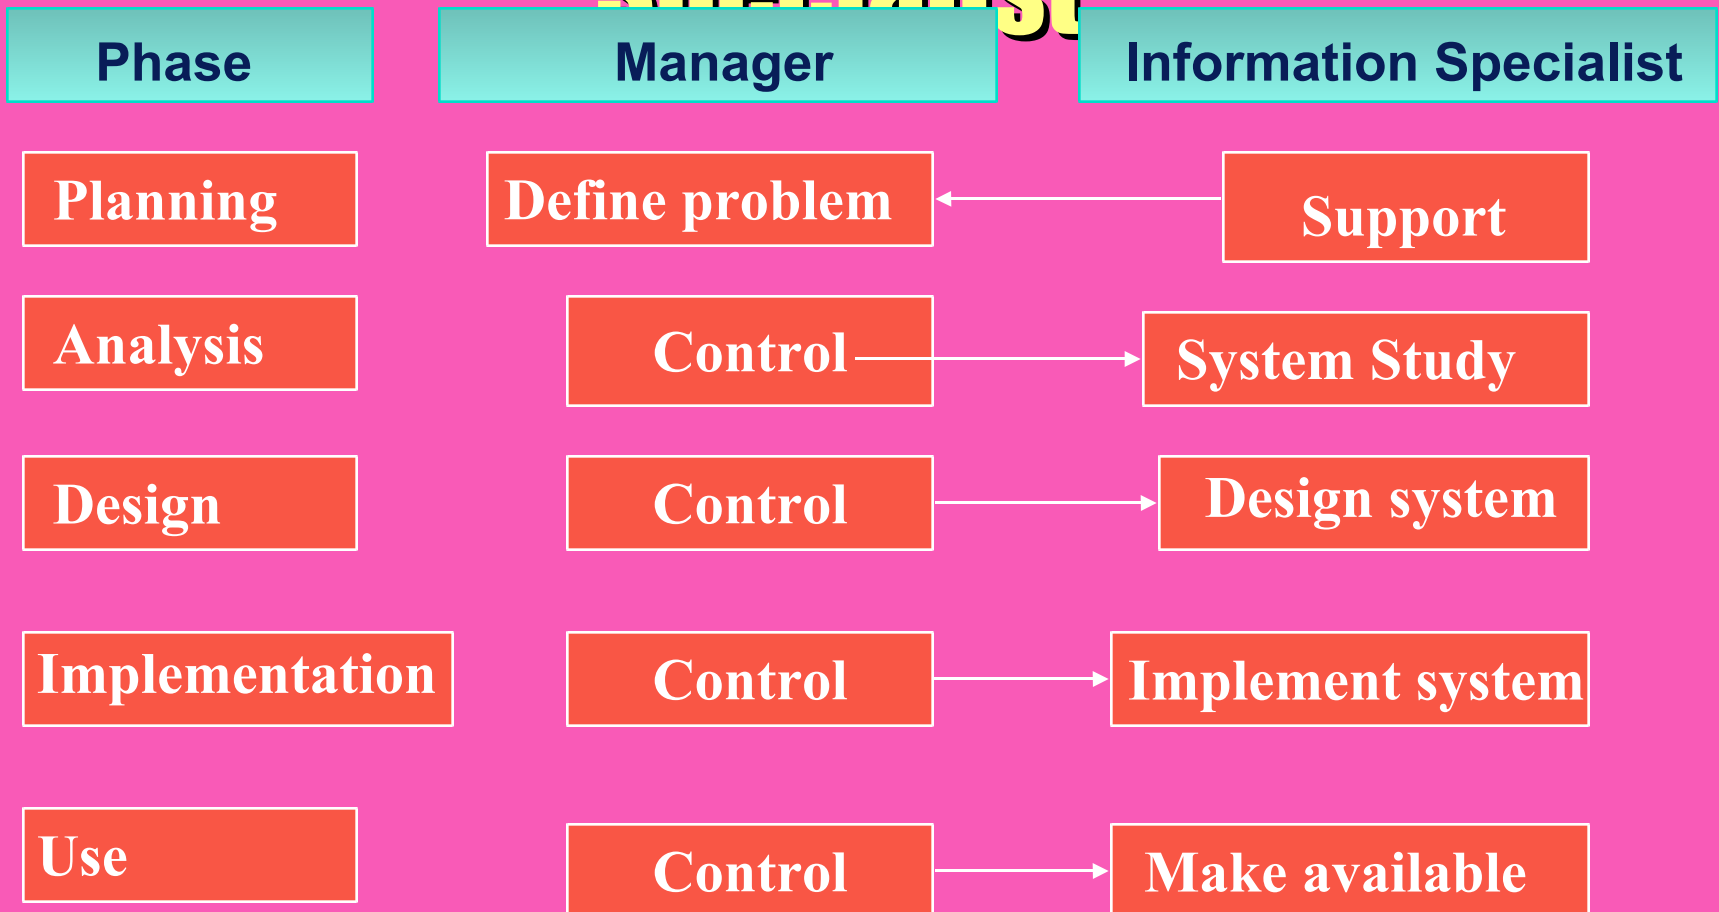 Phase Manager Information Specialist
Planning Define problem Support
Analysis Control System Study
Design Control Design system
Implementation Control Implement system
Use Control Make available